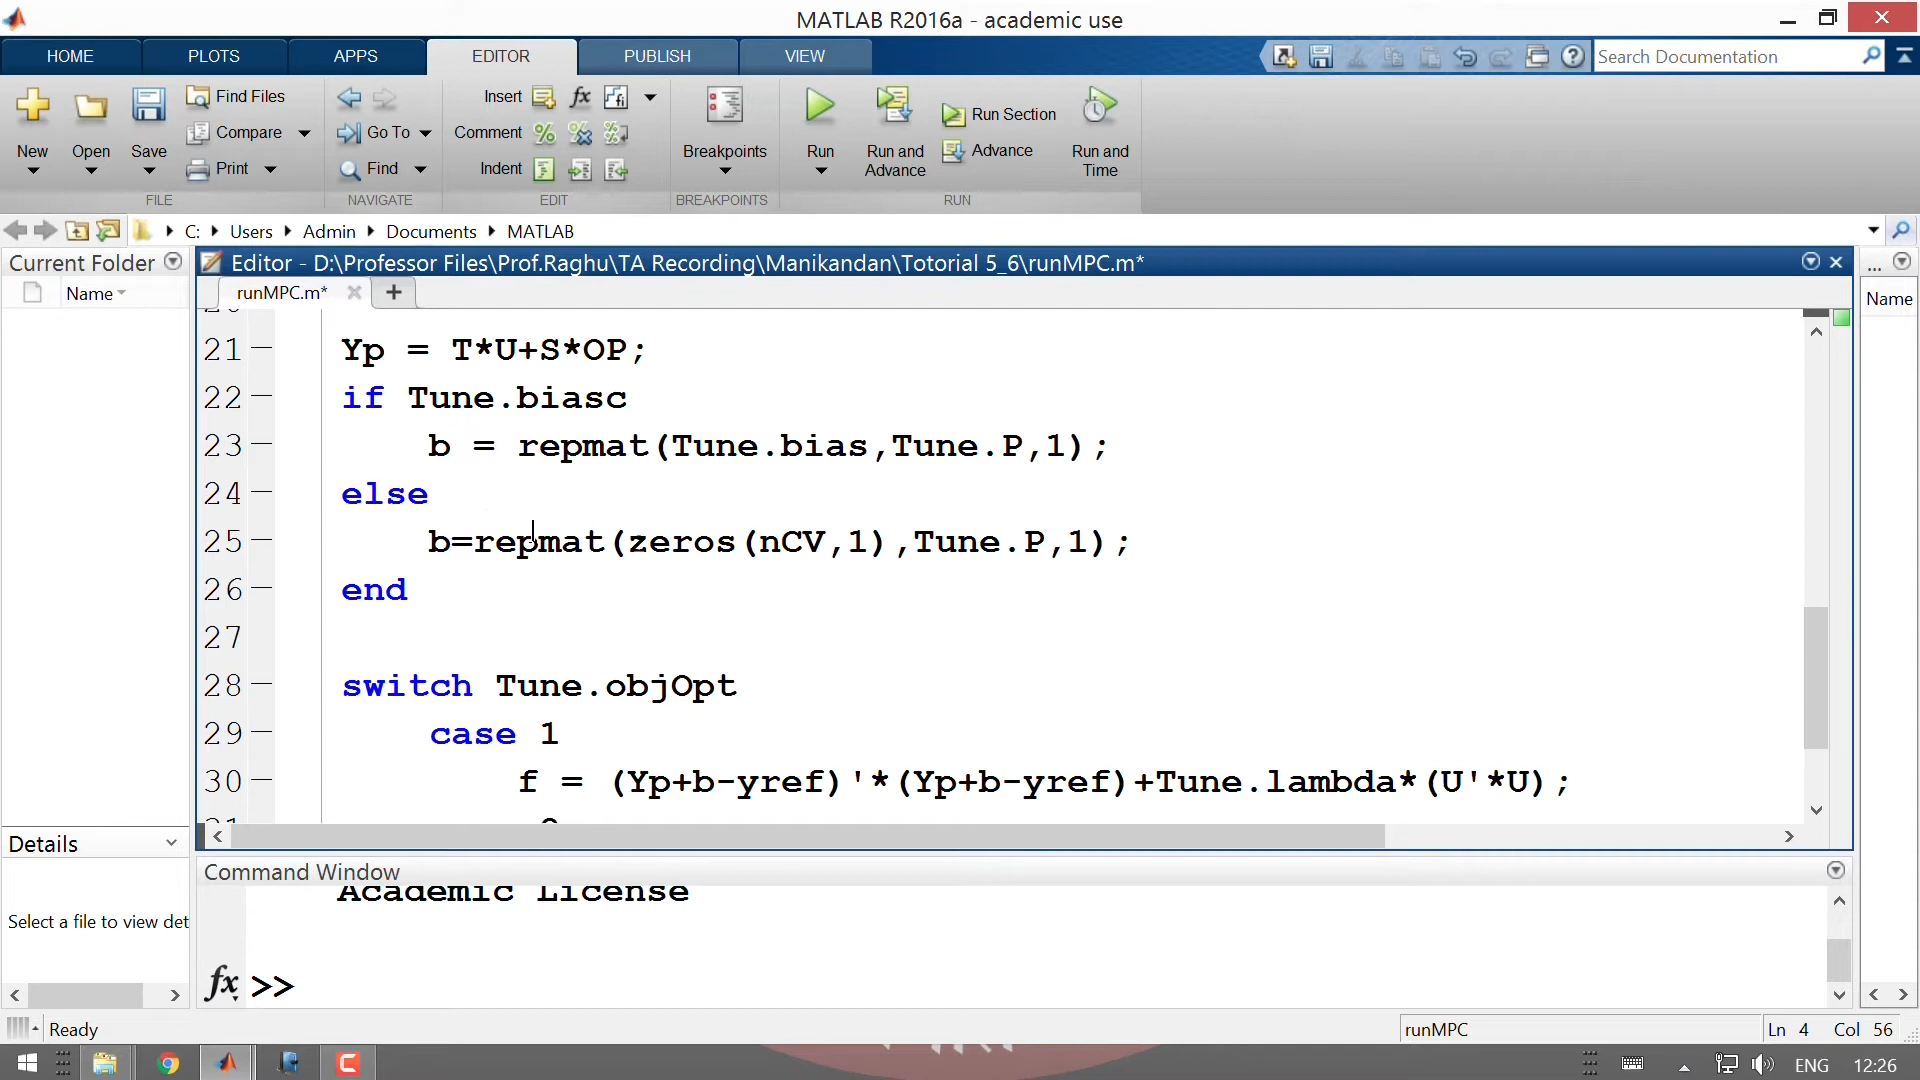 MATLAB R2016a - academic use
HOME PLOTS APPS EDITOR PUBLISH VIEW
Search Documentation
New Open Save
Find Files
Compare
Print
FILE
Go To
Find
NAVIGATE
Insert fx
Comment
Indent
EDIT
Breakpoints
BREAKPOINTS
Run
Run and Advance
Run Section
Advance
Run and Time
RUN
C: Users Admin Documents MATLAB
Current Folder
Name
Editor - D:\Professor Files\Prof.Raghu\TA Recording\Manikandan\Totorial 5_6\runMPC.m*
...
Name
runMPC.m* +
21 Yp = T*U+S*OP;
22 if Tune.biasc
23 b = repmat(Tune.bias,Tune.P,1);
24 else
25 b=repmat(zeros(nCV,1),Tune.P,1);
26 end
27
28 switch Tune.objOpt
29 case 1
30 f = (Yp+b-yref)'*(Yp+b-yref)+Tune.lambda*(U'*U);
Details
Select a file to view det
Command Window
Academic License
fx >>
Ready
runMPC
Ln 4 Col 56
ENG 12:26